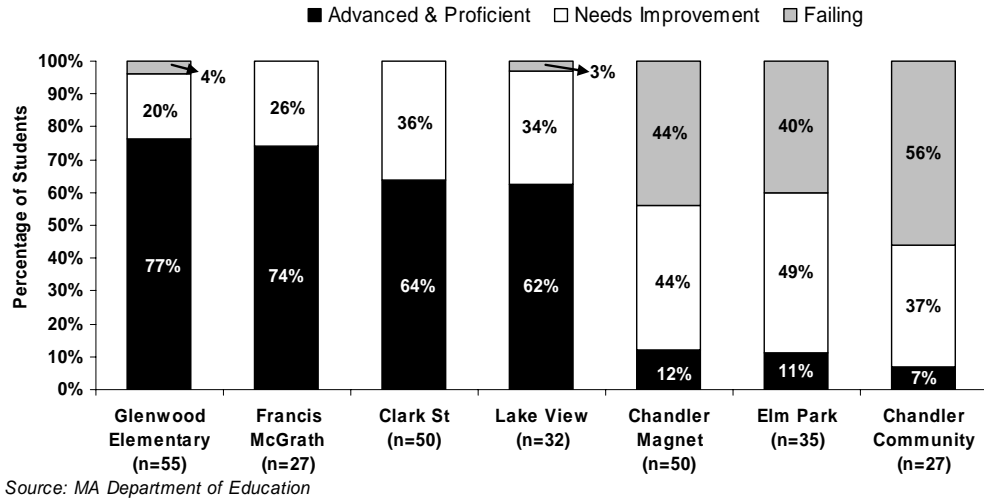 Advanced & Proficient Needs Improvement Failing
100%
90%
80%
70%
60%
50%
40%
30%
20%
10%
0%
Percentage of Students
4%
20%
77%
26%
74%
36%
64%
3%
34%
62%
44%
44%
12%
40%
49%
11%
56%
37%
7%
Glenwood
Elementary
(n=55)
Francis
McGrath
(n=27)
Clark St
(n=50)
Lake View
(n=32)
Chandler
Magnet
(n=50)
Elm Park
(n=35)
Chandler
Community
(n=27)
Source: MA Department of Education